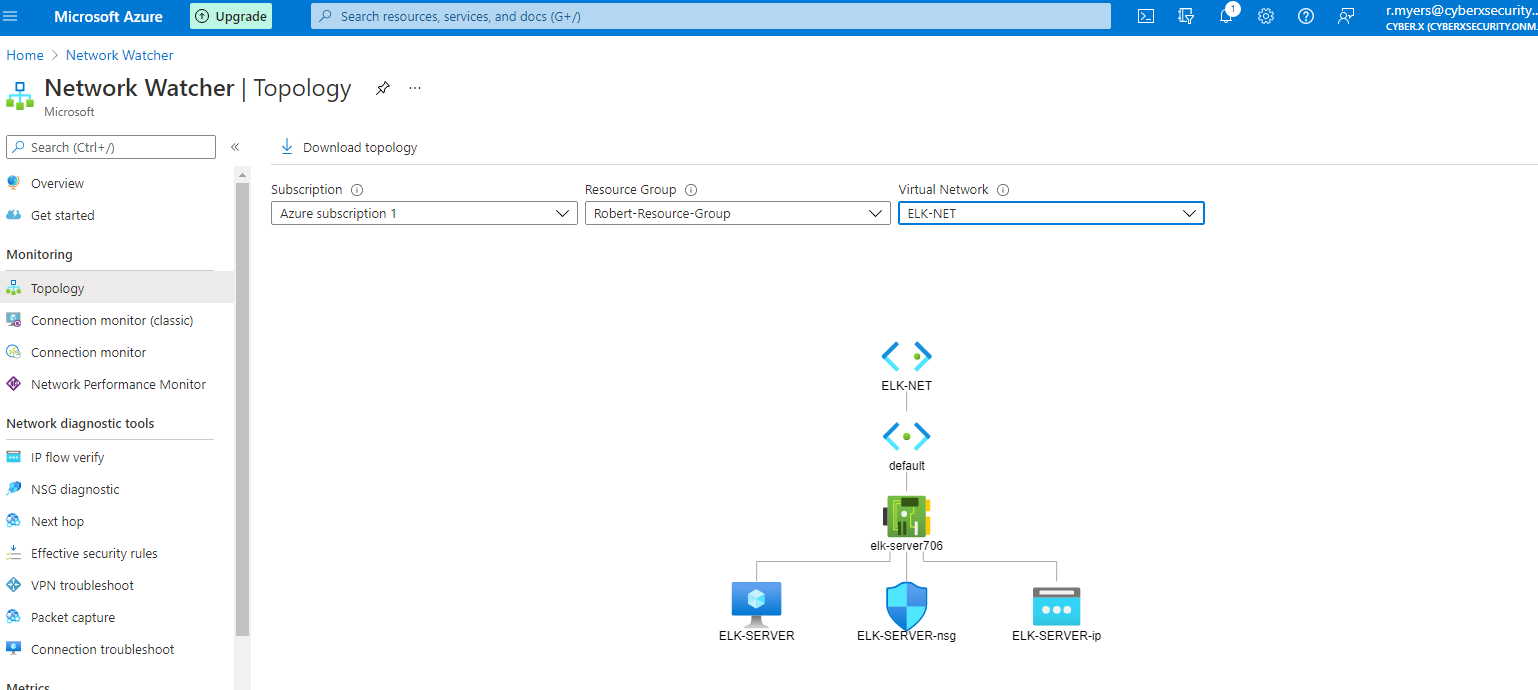 Microsoft Azure
Upgrade
Search resources, services, and docs (G+/)
1
r.myers@cyberxsecurity...
CYBER.X (CYBERXSECURITY.ONM...
Home > Network Watcher
Network Watcher | Topology
...
Microsoft
Search (Ctrl+/)
«
Download topology
Overview
Get started
Monitoring
Topology
Connection monitor (classic)
Connection monitor
Network Performance Monitor
Network diagnostic tools
IP flow verify
NSG diagnostic
Next hop
Effective security rules
VPN troubleshoot
Packet capture
Connection troubleshoot
Metrics
Subscription
Azure subscription 1
Resource Group
Robert-Resource-Group
Virtual Network
ELK-NET
ELK-NET
default
elk-server706
ELK-SERVER
ELK-SERVER-nsg
ELK-SERVER-ip